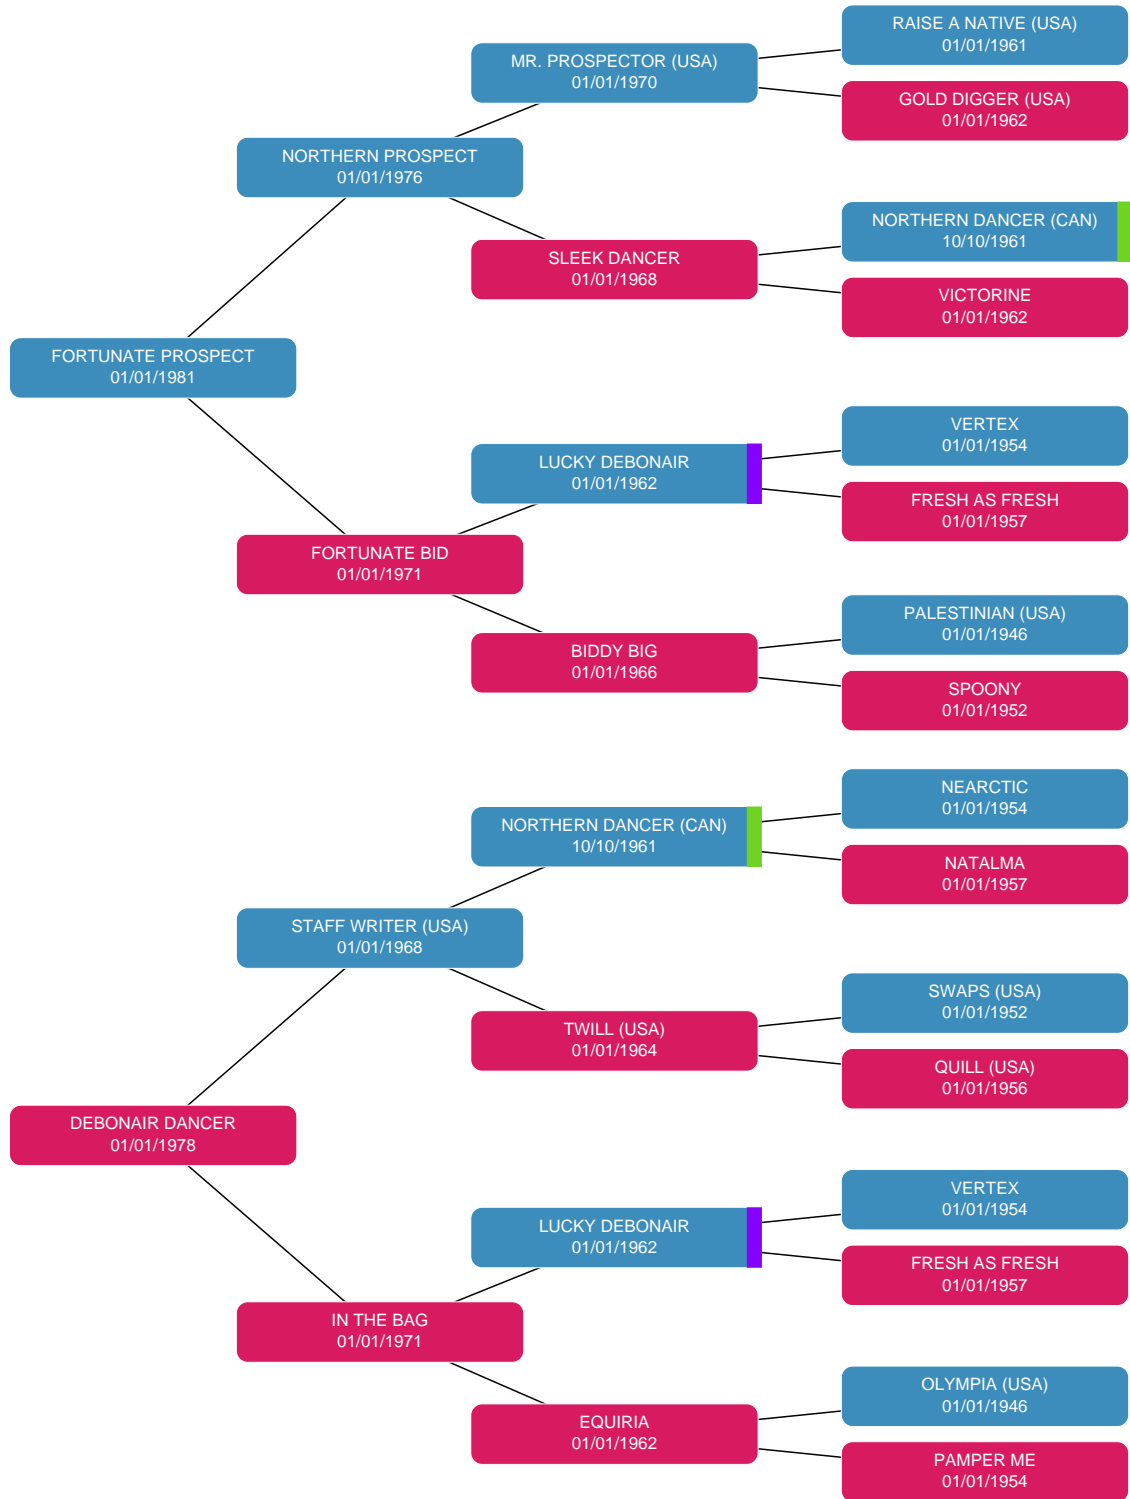 RAISE A NATIVE (USA)
01/01/1961
MR. PROSPECTOR (USA)
01/01/1970
GOLD DIGGER (USA)
01/01/1962
NORTHERN PROSPECT
01/01/1976
NORTHERN DANCER (CAN)
10/10/1961
SLEEK DANCER
01/01/1968
VICTORINE
01/01/1962
FORTUNATE PROSPECT
01/01/1981
VERTEX
01/01/1954
LUCKY DEBONAIR
01/01/1962
FRESH AS FRESH
01/01/1957
FORTUNATE BID
01/01/1971
PALESTINIAN (USA)
01/01/1946
BIDDY BIG
01/01/1966
SPOONY
01/01/1952
NEARCTIC
01/01/1954
NORTHERN DANCER (CAN)
10/10/1961
NATALMA
01/01/1957
STAFF WRITER (USA)
01/01/1968
SWAPS (USA)
01/01/1952
TWILL (USA)
01/01/1964
QUILL (USA)
01/01/1956
DEBONAIR DANCER
01/01/1978
VERTEX
01/01/1954
LUCKY DEBONAIR
01/01/1962
FRESH AS FRESH
01/01/1957
IN THE BAG
01/01/1971
OLYMPIA (USA)
01/01/1946
EQUIRIA
01/01/1962
PAMPER ME
01/01/1954